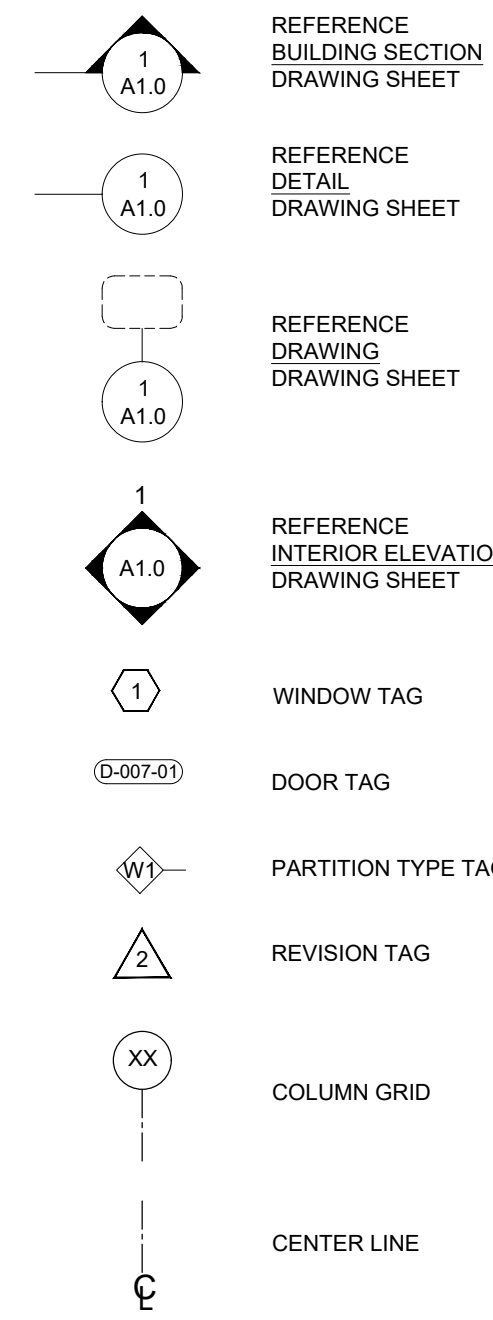 1
A1.0
REFERENCE
BUILDING SECTION
DRAWING SHEET
1
A1.0
REFERENCE
DETAIL
DRAWING SHEET
1
A1.0
REFERENCE
DRAWING
DRAWING SHEET
1
A1.0
REFERENCE
INTERIOR ELEVATIO
DRAWING SHEET
1
WINDOW TAG
D-007-01
DOOR TAG
W1
PARTITION TYPE TAG
2
REVISION TAG
XX
COLUMN GRID
CENTER LINE
CL